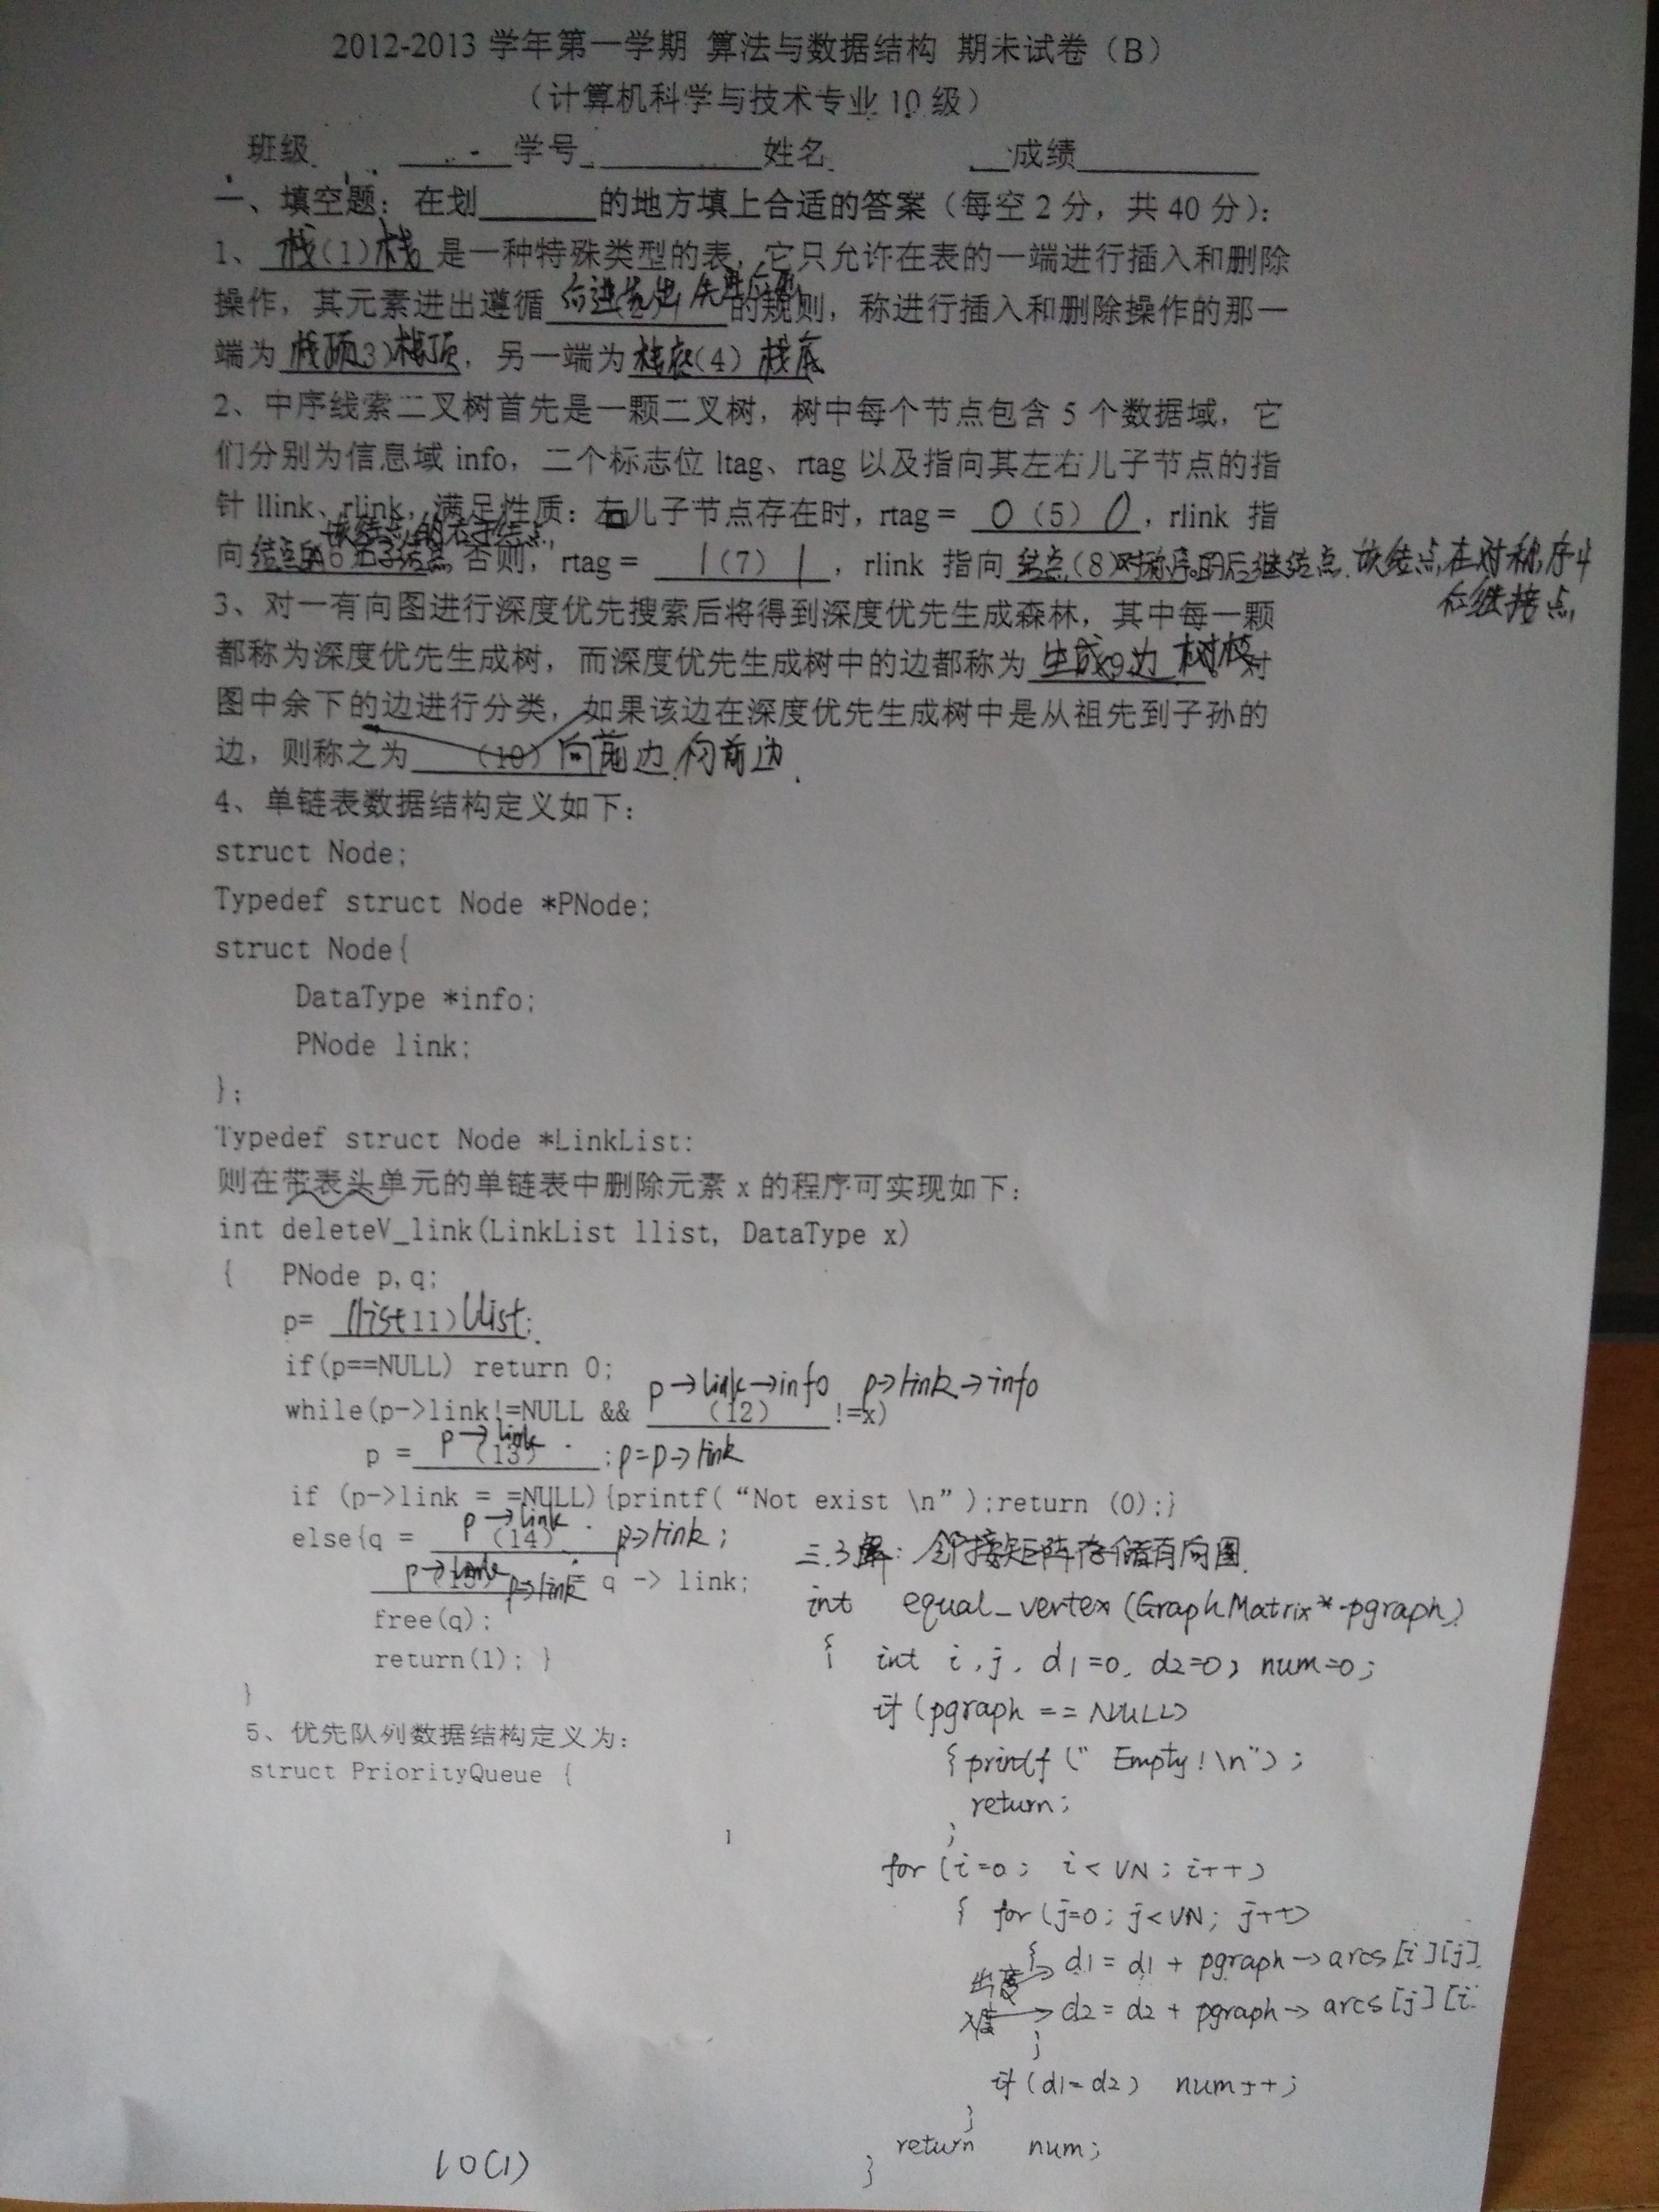 2012-2013 学年第一学期 算法与数据结构 期末试卷（B）
（计算机科学与技术专业 10 级）
班级 ______学号_________姓名 __成绩_________
一、填空题：在划______的地方填上合适的答案（每空 2 分，共 40 分）：
1、 栈（1）栈 是一种特殊类型的表，它只允许在表的一端进行插入和删除
操作，其元素进出遵循 后进先出 先进后出 的规则，称进行插入和删除操作的那一
端为 栈顶（3）栈顶，另一端为 栈底（4）栈底
2、中序线索二叉树首先是一颗二叉树，树中每个节点包含 5 个数据域，它
们分别为信息域 info，二个标志位 ltag、rtag 以及指向其左右儿子节点的指
针 llink、rlink，满足性质：右儿子节点存在时，rtag = 0（5）0，rlink 指
该结点的右子结点
向 右子结点 否则，rtag = 1（7）1，rlink 指向 结点（8）对称序的后继结点. 该结点在对称序中
后继接点,
3、对一有向图进行深度优先搜索后将得到深度优先生成森林，其中每一颗
都称为深度优先生成树，而深度优先生成树中的边都称为 生成（9）边 树枝。对
图中余下的边进行分类，如果该边在深度优先生成树中是从祖先到子孙的
边，则称之为 （10）向前边 向前边.
4、单链表数据结构定义如下：
struct Node;
Typedef struct Node *PNode;
struct Node{
DataType *info;
PNode link;
};
Typedef struct Node *LinkList:
则在带表头单元的单链表中删除元素 x 的程序可实现如下：
int deleteV_link(LinkList llist, DataType x)
{ PNode p,q;
p= llist（11）llist;
if(p==NULL) return 0;
p→link→info p→link→info
while(p->link!=NULL && （12） !=x)
p→link
p = （13） ; p=p→link
if (p->link = =NULL){printf(“Not exist \n”);return (0);}
p→link
else{q = （14） p→link;
p→link（15）p→link = q -> link;
free(q);
return(1); }
}
5、优先队列数据结构定义为：
struct PriorityQueue {
1
三.3解：邻接矩阵存储有向图.
int equal_vertex (GraphMatrix* pgraph)
{ int i,j, d1=0, d2=0, num=0;
if (pgraph == NULL)
{ printf (" Empty! \n");
return;
}
for (i=0; i< VN; i++)
{ for (j=0; j<VN; j++)
{ d1 = d1 + pgraph→arcs[i][j]
出度
入度 d2 = d2 + pgraph→ arcs[j][i
}
if (d1=d2) num++;
}
return num;
}
10(1)